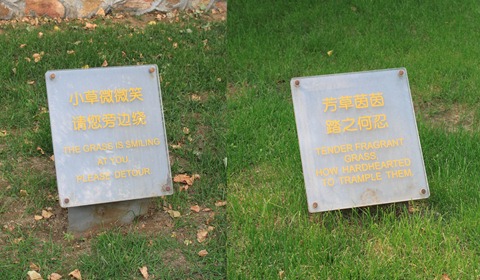 小草微微笑
请您旁边绕
THE GRASS IS SMILING
AT YOU.
PLEASE DETOUR
芳草茵茵
踏之何忍
TENDER FRAGRANT
GRASS.
HOW HARDHEARTED
TO TRAMPLE THEM.